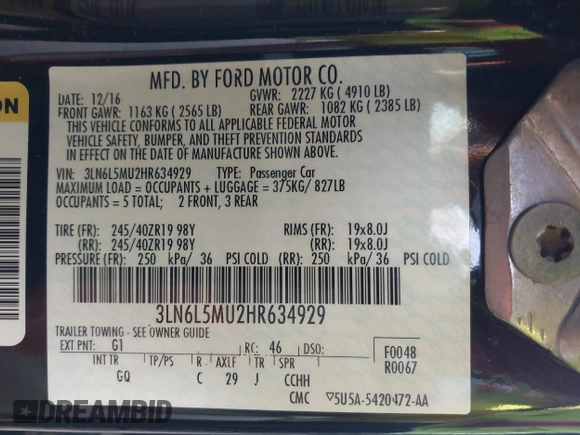 MFD. BY FORD MOTOR CO.
DATE: 12/16 GVWR: 2227 KG ( 4910 LB)
FRONT GAWR: 1163 KG ( 2565 LB) REAR GAWR: 1082 KG ( 2385 LB)
THIS VEHICLE CONFORMS TO ALL APPLICABLE FEDERAL MOTOR
VEHICLE SAFETY, BUMPER, AND THEFT PREVENTION STANDARDS
IN EFFECT ON THE DATE OF MANUFACTURE SHOWN ABOVE.
VIN: 3LN6L5MU2HR634929 TYPE: Passenger Car
MAXIMUM LOAD = OCCUPANTS + LUGGAGE = 375KG/ 827LB
OCCUPANTS = 5 TOTAL; 2 FRONT, 3 REAR
TIRE (FR): 245/40ZR19 98Y RIMS (FR): 19x8.0J
(RR): 245/40ZR19 98Y (RR): 19x8.0J
PRESSURE (FR): 250 kPa/ 36 PSI COLD (RR): 250 kPa/ 36 PSI COLD
3LN6L5MU2HR634929
TRAILER TOWING - SEE OWNER GUIDE
EXT PNT: G1 RC: 46 DSO:
F0048
R0067
INT TR TP/PS R AXLE TR SPR
GQ C 29 J CCHH
CMC ▽5U5A-5420472-AA
ON
DREAMBID